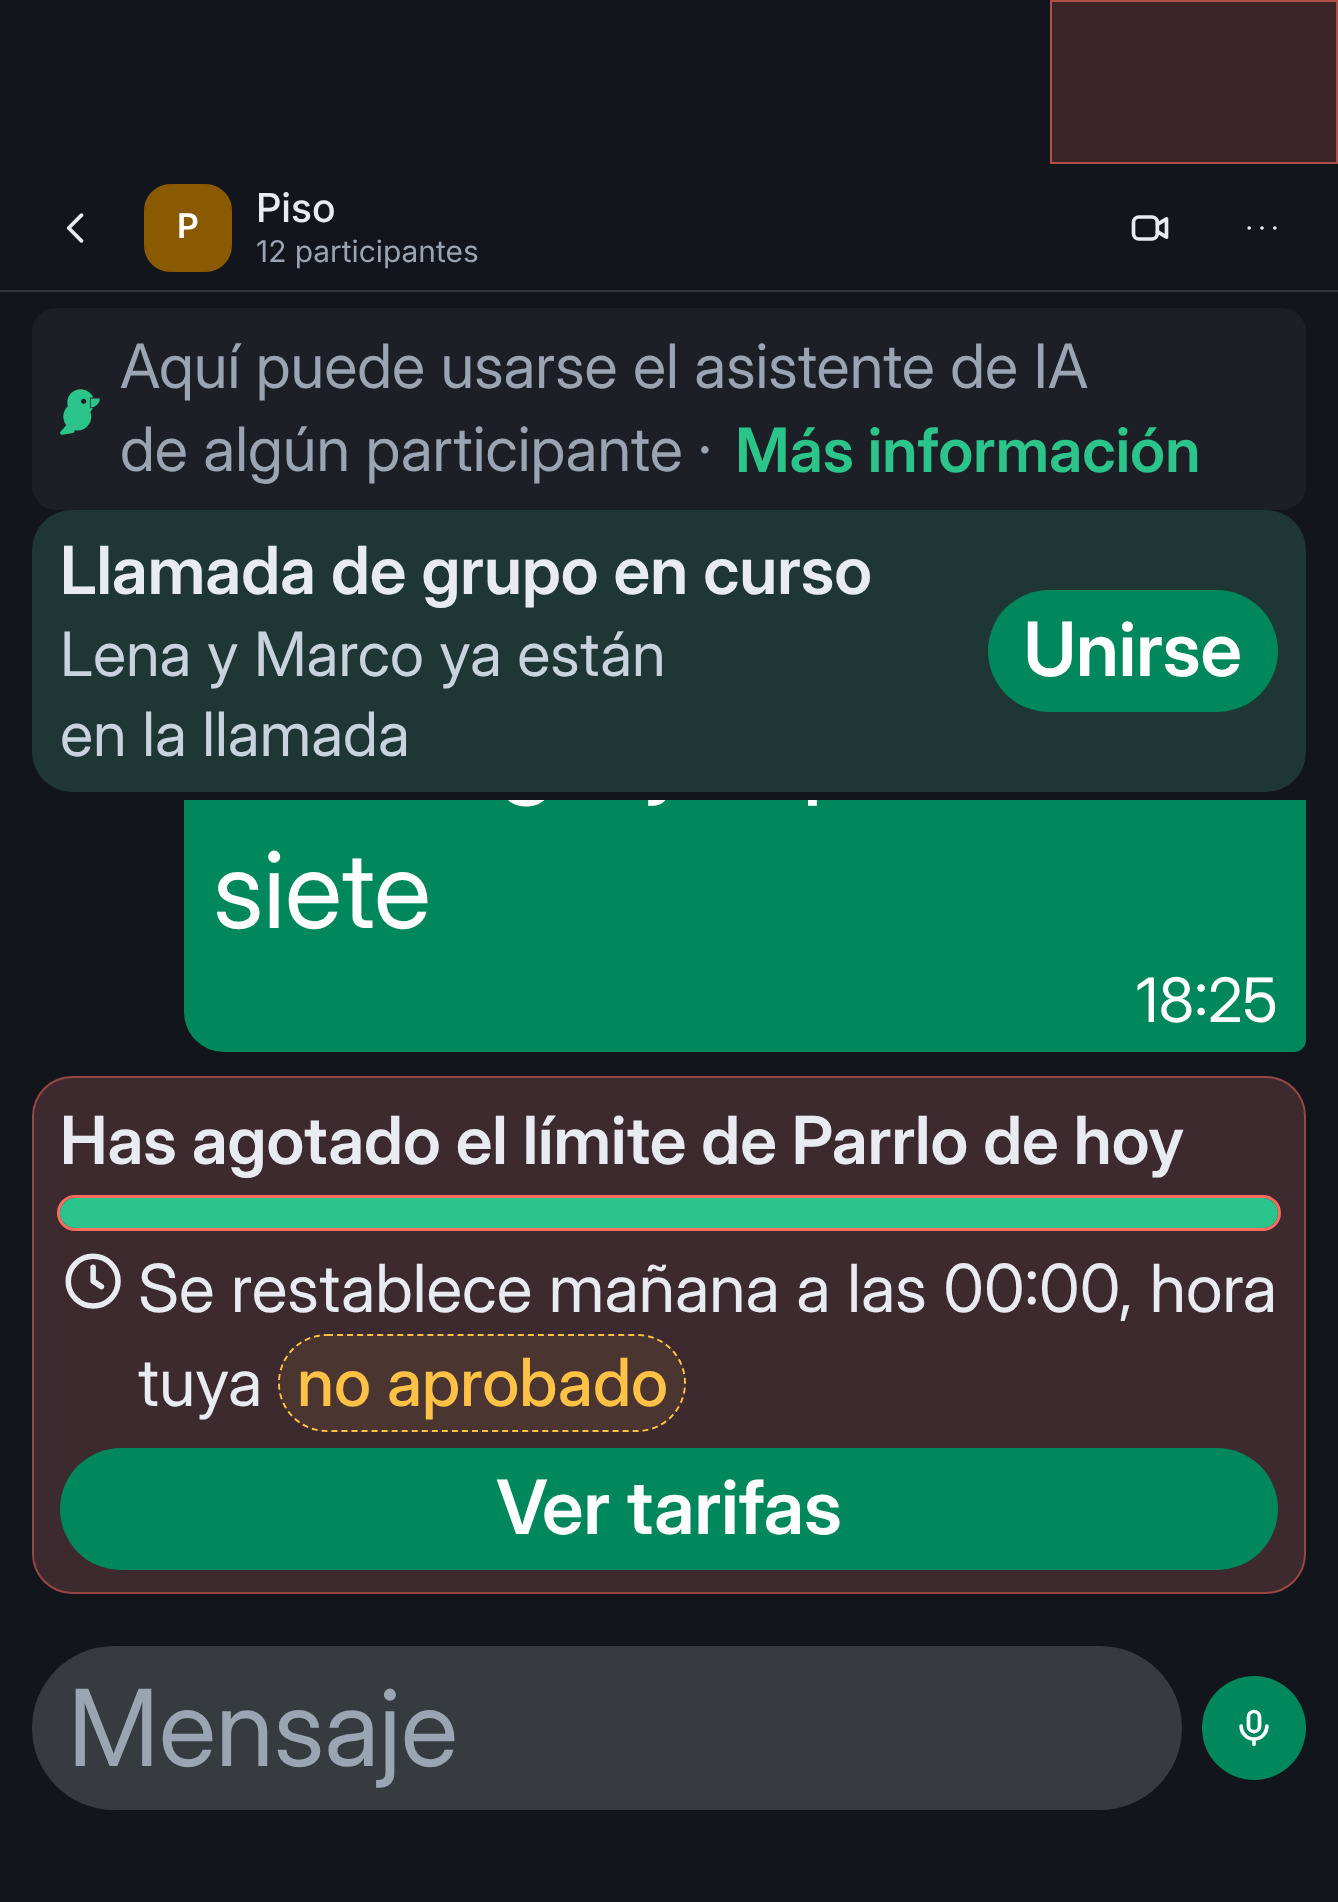 P
Piso
12 participantes
Aquí puede usarse el asistente de IA
de algún participante · Más información
Llamada de grupo en curso
Lena y Marco ya están
en la llamada
Unirse
siete
18:25
Has agotado el límite de Parrlo de hoy
Se restablece mañana a las 00:00, hora
tuya no aprobado
Ver tarifas
Mensaje